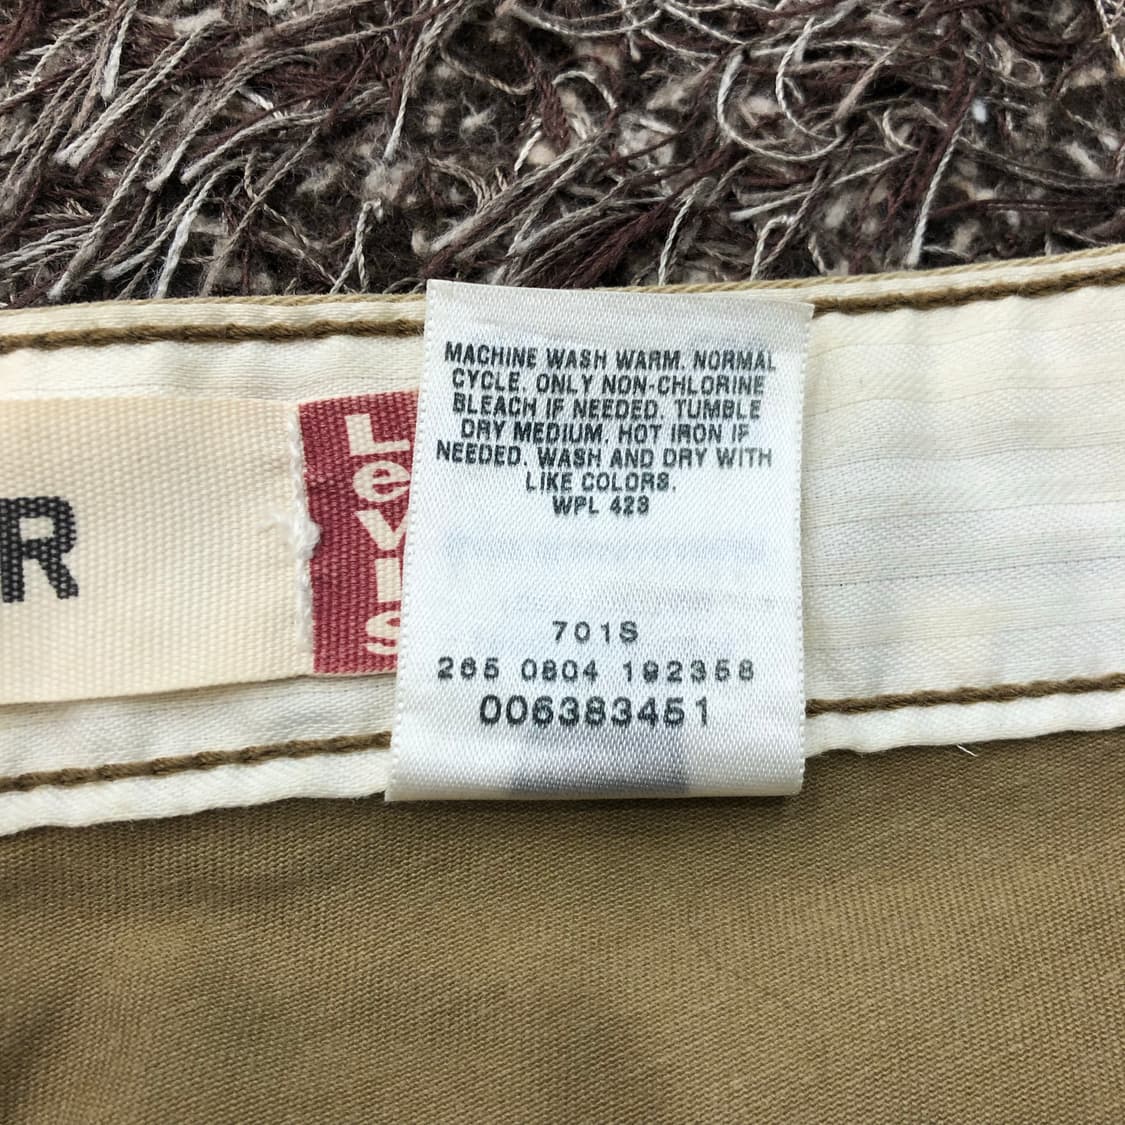 MACHINE WASH WARM. NORMAL
CYCLE. ONLY NON-CHLORINE
BLEACH IF NEEDED. TUMBLE
DRY MEDIUM. HOT IRON IF
NEEDED. WASH AND DRY WITH
LIKE COLORS.
WPL 423
701S
265 0804 192358
006383451
R
Levi's